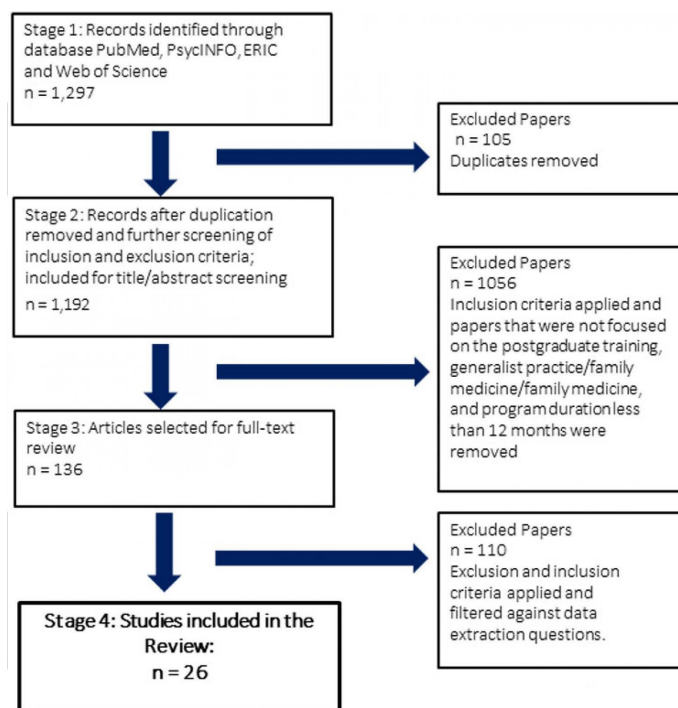 Stage 1: Records identified through
database PubMed, PsycINFO, ERIC
and Web of Science
n = 1,297
Excluded Papers
n = 105
Duplicates removed
Stage 2: Records after duplication
removed and further screening of
inclusion and exclusion criteria;
included for title/abstract screening
n = 1,192
Excluded Papers
n = 1056
Inclusion criteria applied and
papers that were not focused
on the postgraduate training,
generalist practice/family
medicine/family medicine,
and program duration less
than 12 months were
removed
Stage 3: Articles selected for full-text
review
n = 136
Excluded Papers
n = 110
Exclusion and inclusion
criteria applied and
filtered against data
extraction questions.
Stage 4: Studies included in the
Review:
n = 26